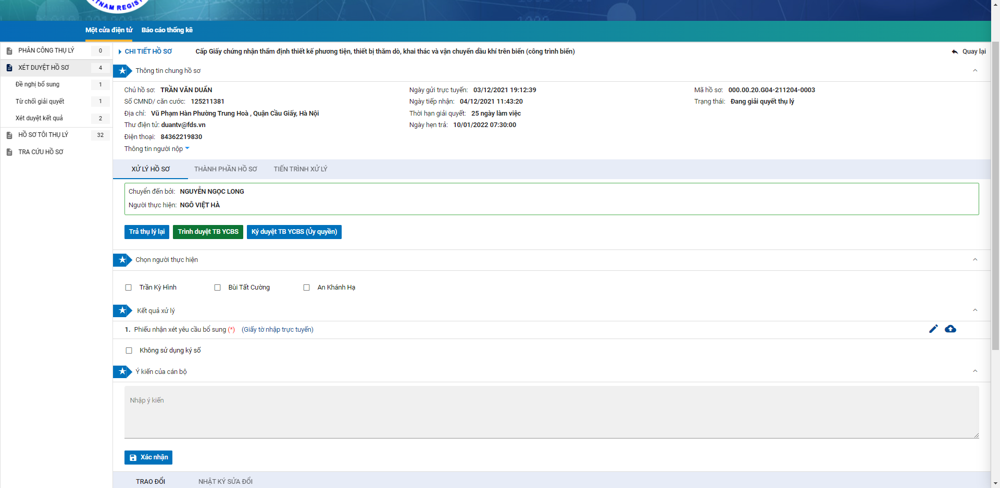 TNAM REGIS
Một cửa điện tử
Báo cáo thống kê
PHÂN CÔNG THỤ LÝ 0
XÉT DUYỆT HỒ SƠ 4
Đề nghị bổ sung 1
Từ chối giải quyết 1
Xét duyệt kết quả 2
HỒ SƠ TÔI THỤ LÝ 32
TRA CỨU HỒ SƠ
CHI TIẾT HỒ SƠ
Cấp Giấy chứng nhận thẩm định thiết kế phương tiện, thiết bị thăm dò, khai thác và vận chuyển dầu khí trên biển (công trình biển)
Quay lại
Thông tin chung hồ sơ
Chủ hồ sơ: TRẦN VĂN DUẨN
Số CMND/ căn cước: 125211381
Địa chỉ: Vũ Phạm Hàn Phường Trung Hoà , Quận Cầu Giấy, Hà Nội
Thư điện tử: duantv@fds.vn
Điện thoại: 84362219830
Thông tin người nộp
Ngày gửi trực tuyến: 03/12/2021 19:12:39
Ngày tiếp nhận: 04/12/2021 11:43:20
Thời hạn giải quyết: 25 ngày làm việc
Ngày hẹn trả: 10/01/2022 07:30:00
Mã hồ sơ: 000.00.20.G04-211204-0003
Trạng thái: Đang giải quyết thụ lý
XỬ LÝ HỒ SƠ
THÀNH PHẦN HỒ SƠ
TIẾN TRÌNH XỬ LÝ
Chuyển đến bởi: NGUYỄN NGỌC LONG
Người thực hiện: NGÔ VIỆT HÀ
Trả thụ lý lại
Trình duyệt TB YCBS
Ký duyệt TB YCBS (Ủy quyền)
Chọn người thực hiện
Trần Kỳ Hình
Bùi Tất Cường
An Khánh Hạ
Kết quả xử lý
1. Phiếu nhận xét yêu cầu bổ sung (*) (Giấy tờ nhập trực tuyến)
Không sử dụng ký số
Ý kiến của cán bộ
Nhập ý kiến
Xác nhận
TRAO ĐỔI
NHẬT KÝ SỬA ĐỔI